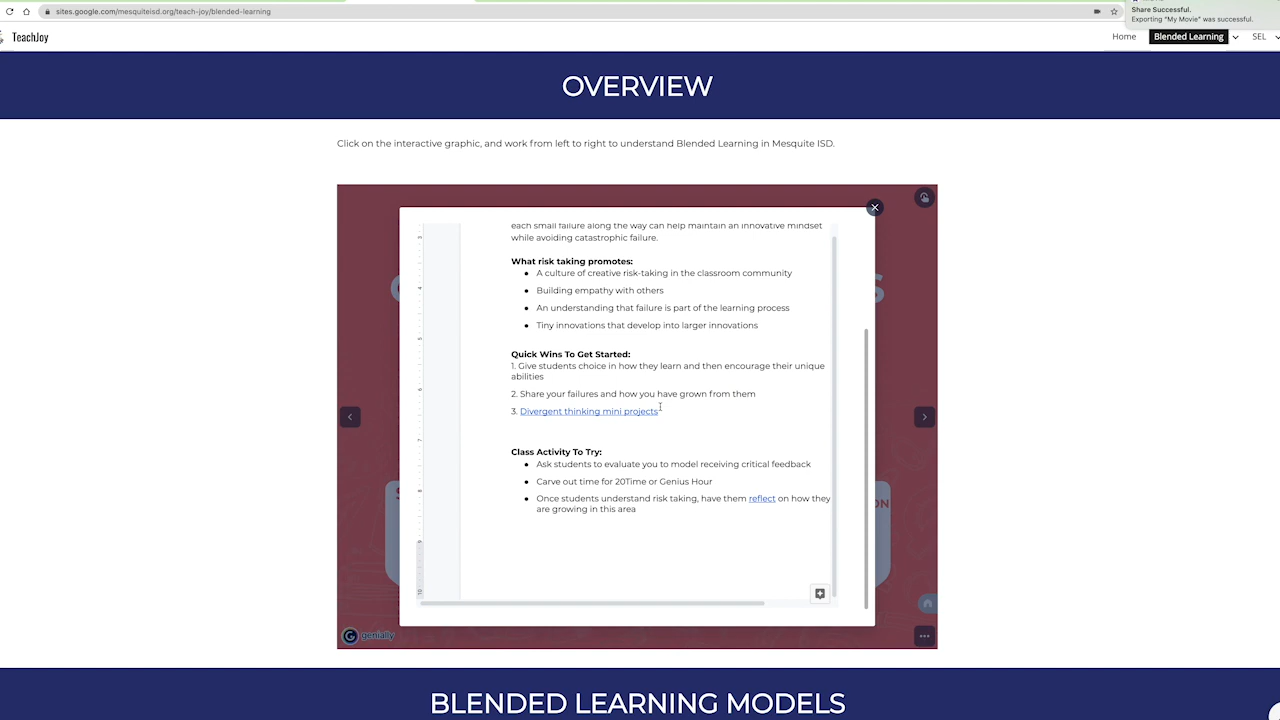 sites.google.com/mesquiteisd.org/teach-joy/blended-learning
Share Successful.
Exporting "My Movie" was successful.
TeachJoy
Home
Blended Learning
SEL
OVERVIEW
Click on the interactive graphic, and work from left to right to understand Blended Learning in Mesquite ISD.
each small failure along the way can help maintain an innovative mindset
while avoiding catastrophic failure.
What risk taking promotes:
● A culture of creative risk-taking in the classroom community
● Building empathy with others
● An understanding that failure is part of the learning process
● Tiny innovations that develop into larger innovations
Quick Wins To Get Started:
1. Give students choice in how they learn and then encourage their unique
abilities
2. Share your failures and how you have grown from them
3. Divergent thinking mini projects
Class Activity To Try:
● Ask students to evaluate you to model receiving critical feedback
● Carve out time for 20Time or Genius Hour
● Once students understand risk taking, have them reflect on how they
are growing in this area
genially
BLENDED LEARNING MODELS